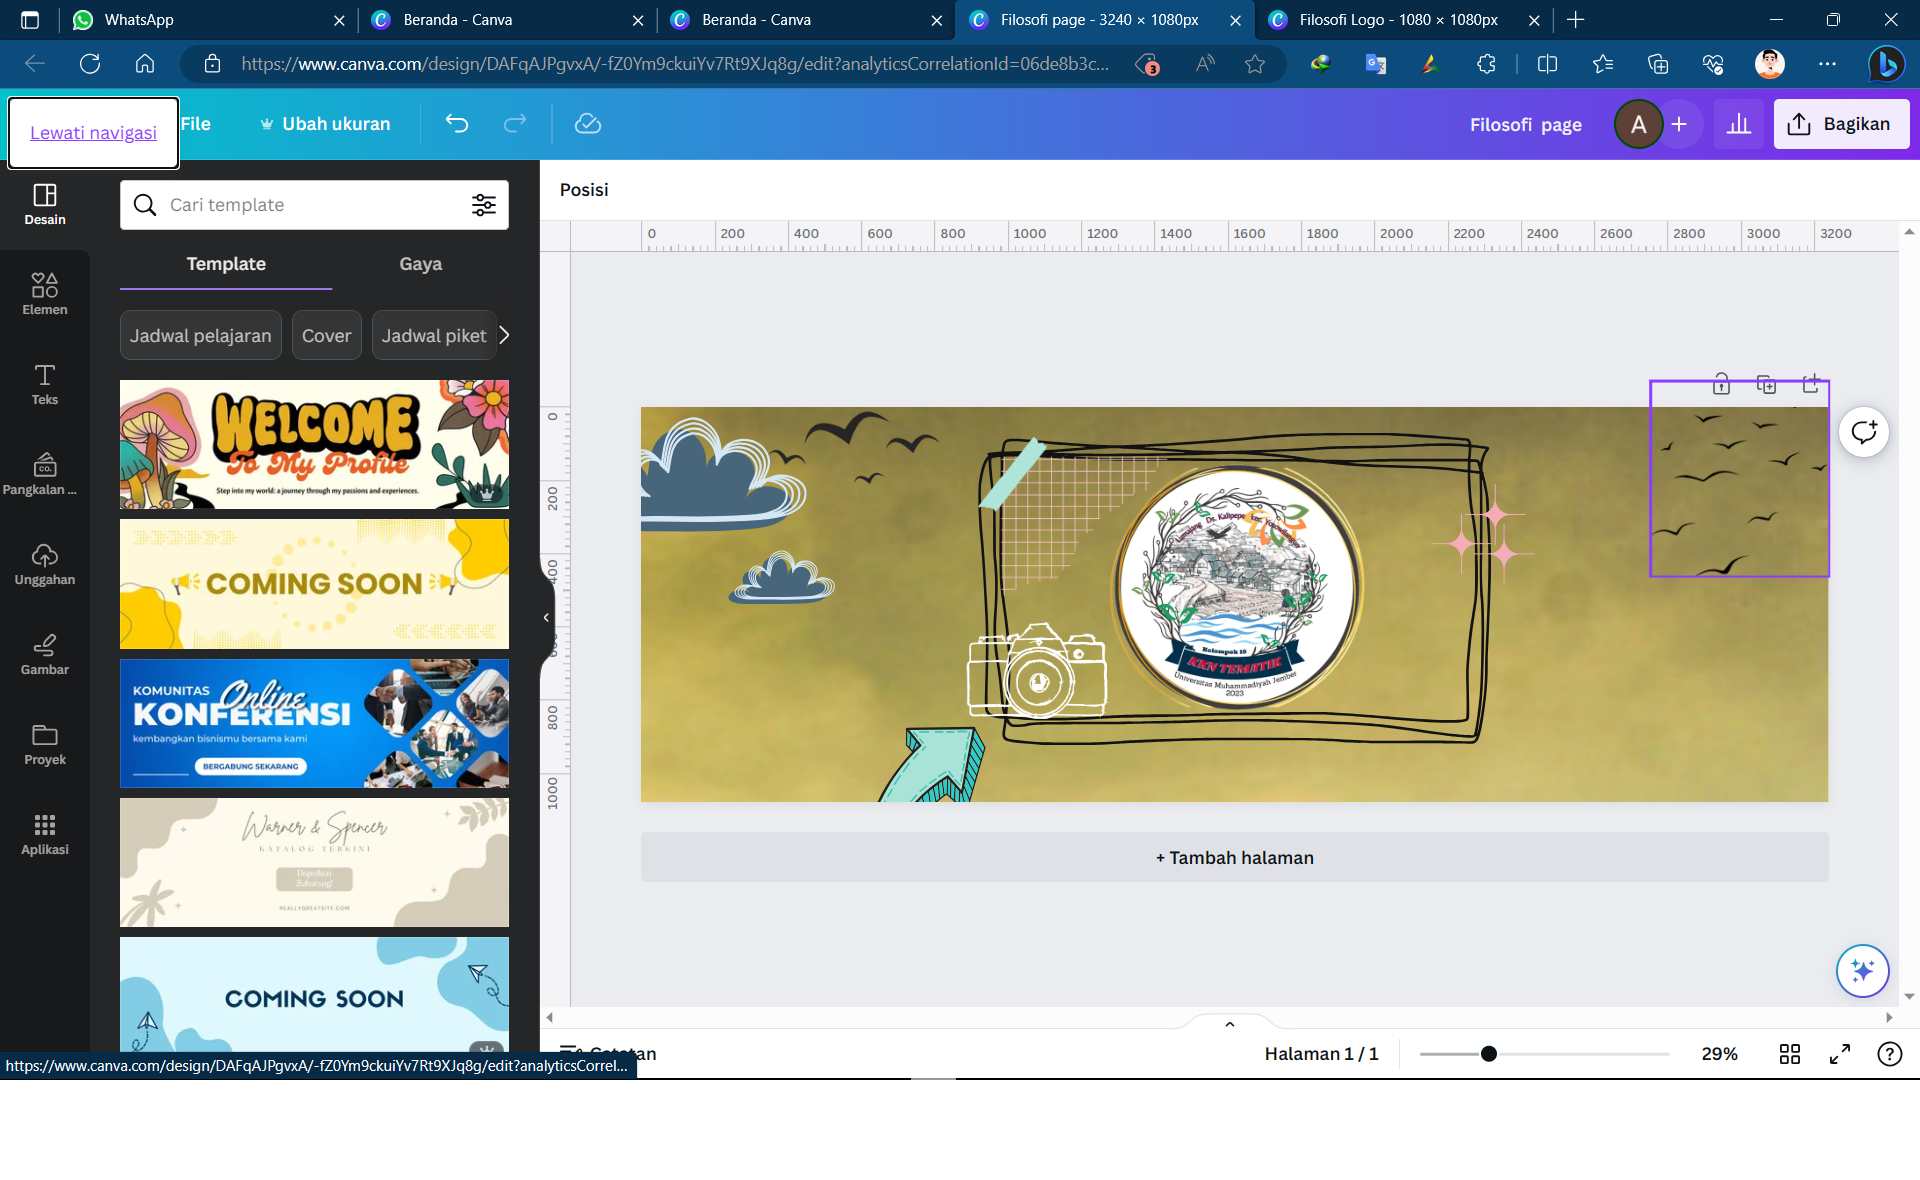 WhatsApp
Beranda - Canva
Beranda - Canva
Filosofi page - 3240 × 1080px
Filosofi Logo - 1080 × 1080px
https://www.canva.com/design/DAFqAJPgvxA/-fZ0Ym9ckuiYv7Rt9XJq8g/edit?analyticsCorrelationId=06de8b3c...
3
Lewati navigasi
File
Ubah ukuran
Filosofi page
A
Bagikan
Desain
Elemen
Teks
Pangkalan ...
Unggahan
Gambar
Proyek
Aplikasi
Cari template
Template
Gaya
Jadwal pelajaran
Cover
Jadwal piket
WELCOME
To My Profile
Step into my world: a journey through my passions and experiences.
COMING SOON
KOMUNITAS
Online
KONFERENSI
kembangkan bisnismu bersama kami
BERGABUNG SEKARANG
Warner & Spencer
KATALOG TERKINI
Dapatkan
Sekarang!
REALLYGREATSITE.COM
COMING SOON
Posisi
0 200 400 600 800 1000 1200 1400 1600 1800 2000 2200 2400 2600 2800 3000 3200
0
200
400
800
1000
Lumajang Ds. Kalipepe Kec. Yosowilangun
Kelompok 10
KKN TEMATIK
Universitas Muhammadiyah Jember
2023
+ Tambah halaman
Halaman 1 / 1
29%
https://www.canva.com/design/DAFqAJPgvxA/-fZ0Ym9ckuiYv7Rt9XJq8g/edit?analyticsCorrel...